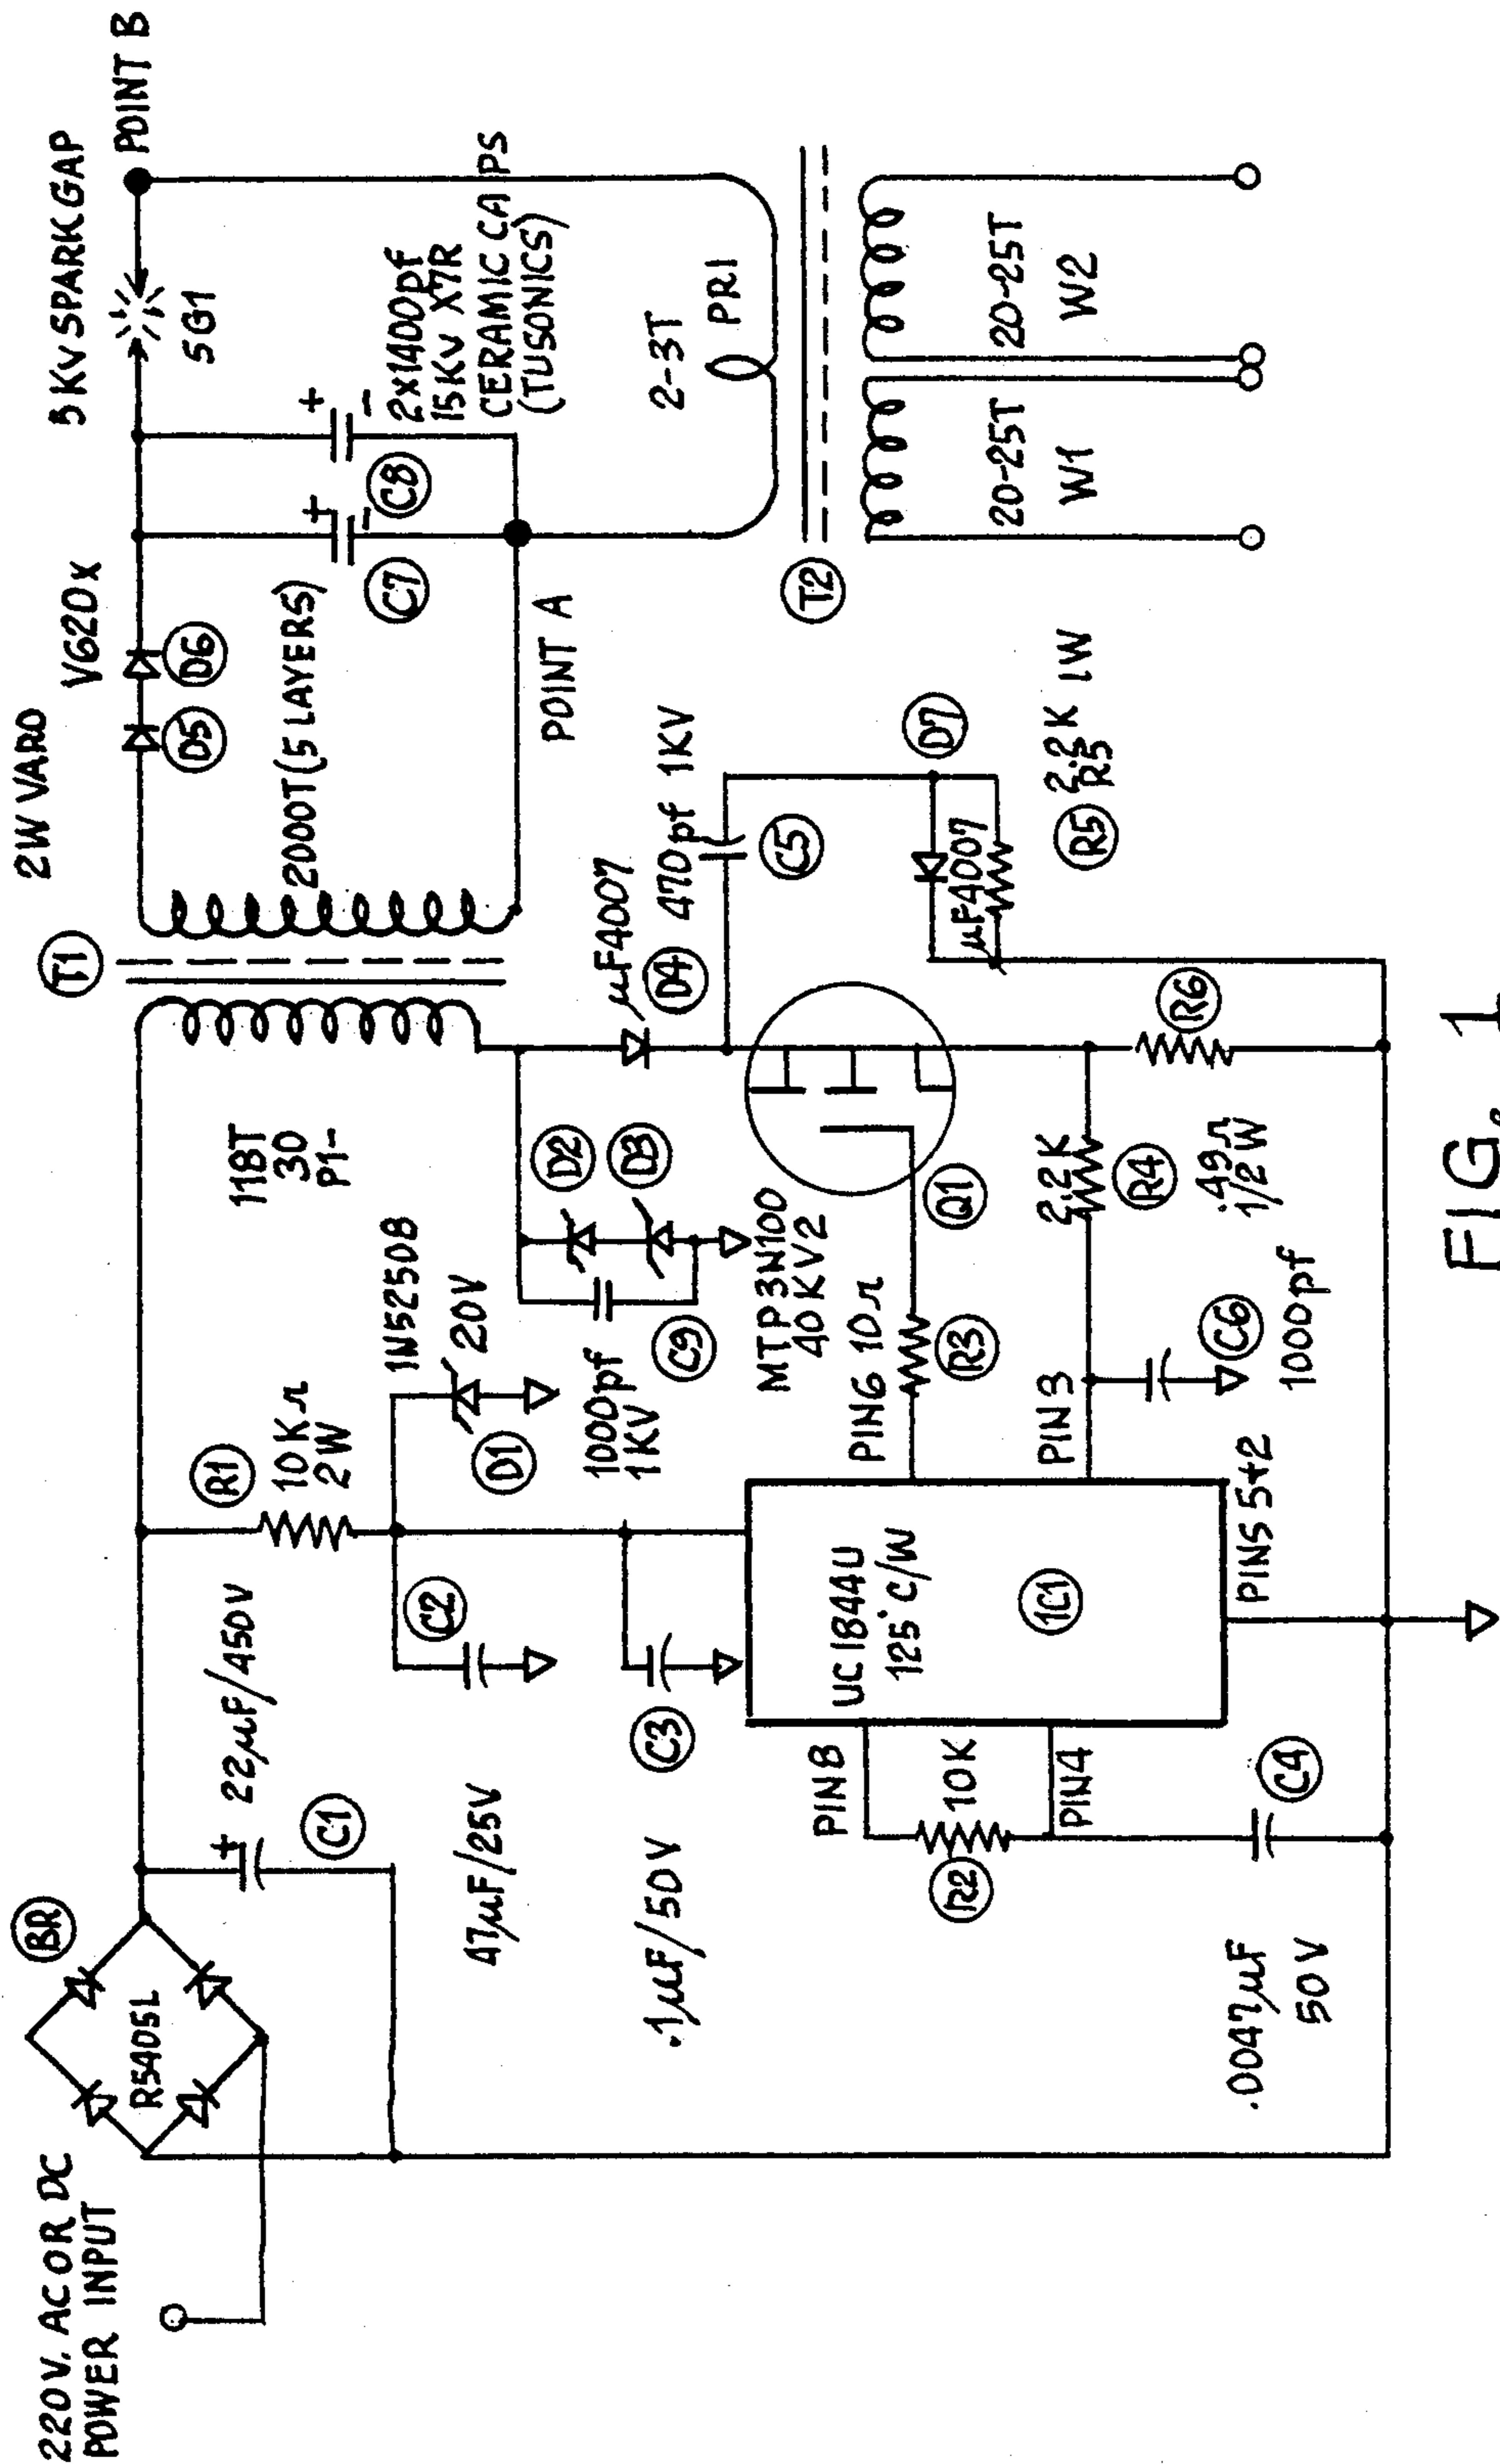 220V. AC OR DC
POWER INPUT
BR
R5405L
22µF/450V
C1
R1
10KΩ
2W
118T
30
P1-
T1
2W VARO
VG20X
D5
D6
2000T (5 LAYERS)
5KV SPARKGAP
SG1
POINT B
C7
C8
2x1400pf
15KV X7R
CERAMIC CAPS
(TUSONICS)
POINT A
2-3T
PRI
T2
20-25T
W1
20-25T
W2
47µF/25V
C2
1N5250B
20V
D1
.1µF/50V
C3
1000pf
1KV
C9
D2
D3
µF4007
D4
470pf 1KV
C5
D7
µF4007
R5
2.2K 1W
R5
MTP3N100
40KV2
Q1
PIN6 10Ω
R3
PIN8
R2
10K
PIN4
UC1844U
125°C/W
1C1
PIN3
2.2K
R4
.49Ω
1/2W
R6
C6
1000pf
PINS 5+2
.0047µF
50V
C4
FIG. 1